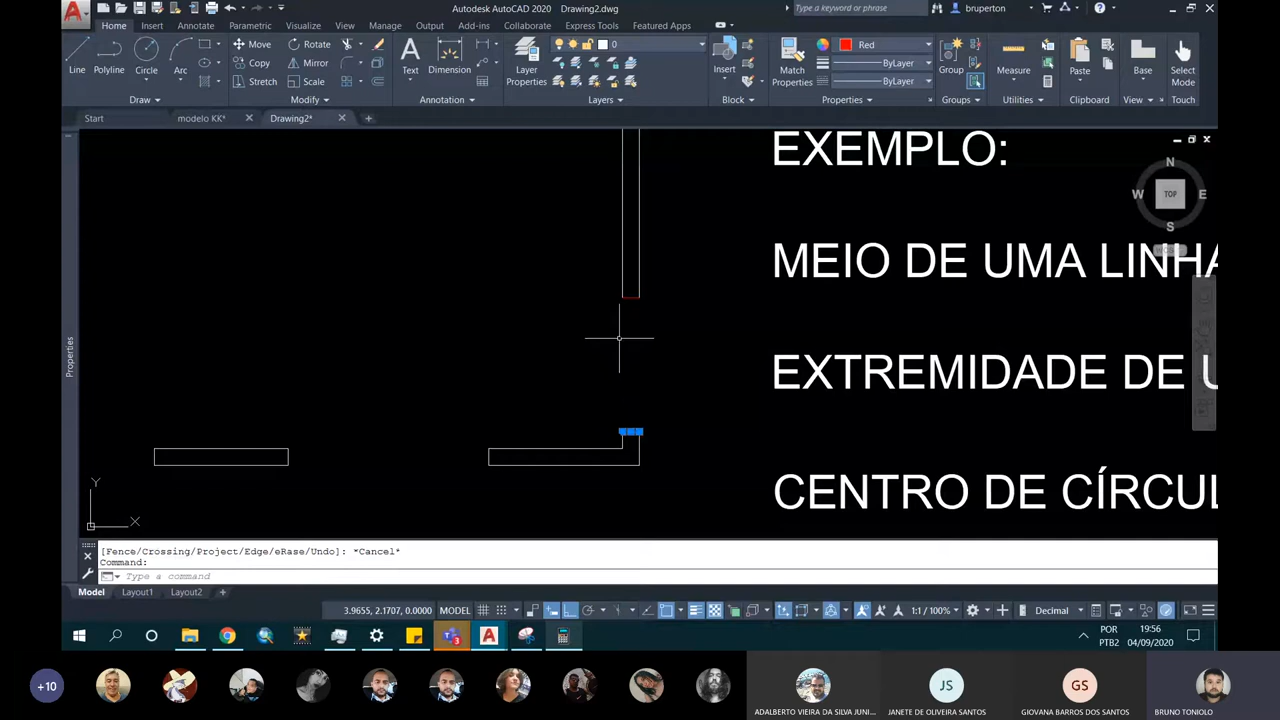 Autodesk AutoCAD 2020 Drawing2.dwg
Type a keyword or phrase
bruperton
Home Insert Annotate Parametric Visualize View Manage Output Add-ins Collaborate Express Tools Featured Apps
Line Polyline Circle Arc
Move Rotate
Copy Mirror
Stretch Scale
Text Dimension
Layer Properties
0
Insert
Match Properties
Red
ByLayer
ByLayer
Group
Measure
Paste
Base
Select Mode
Draw Modify Annotation Layers Block Properties Groups Utilities Clipboard View Touch
Start modelo KK* Drawing2*
EXEMPLO:
N
W TOP E
S
MEIO DE UMA LINHA
EXTREMIDADE DE U
CENTRO DE CÍRCUL
Properties
Y
X
[Fence/Crossing/Project/Edge/eRase/Undo]: *Cancel*
Command:
Type a command
Model Layout1 Layout2
3.9655, 2.1707, 0.0000 MODEL 1:1 / 100% Decimal
POR 19:56
PTB2 04/09/2020
+10
JS GS
ADALBERTO VIEIRA DA SILVA JUNI... JANETE DE OLIVEIRA SANTOS GIOVANA BARROS DOS SANTOS BRUNO TONIOLO